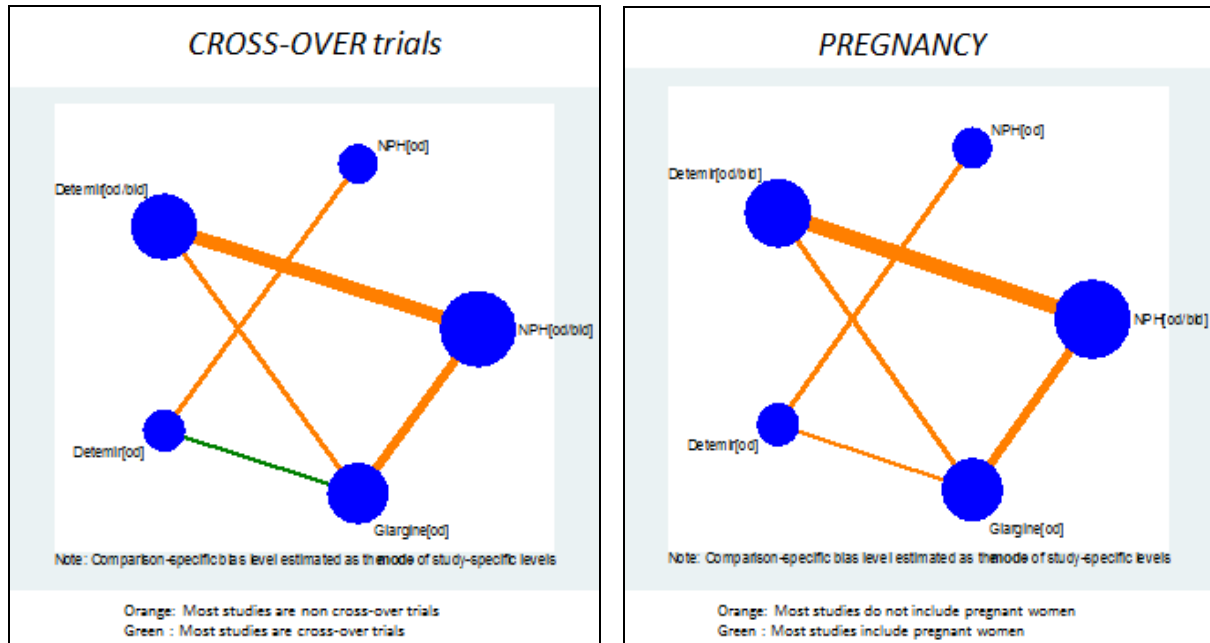 CROSS-OVER trials
NPH[od]
Detemir[od/bid]
NPH[od/bid]
Detemir[od]
Glargine[od]
Note: Comparison-specific bias level estimated as the mode of study-specific levels
Orange: Most studies are non cross-over trials
Green : Most studies are cross-over trials
PREGNANCY
NPH[od]
Detemir[od/bid]
NPH[od/bid]
Detemir[od]
Glargine[od]
Note: Comparison-specific bias level estimated as the mode of study-specific levels
Orange: Most studies do not include pregnant women
Green : Most studies include pregnant women